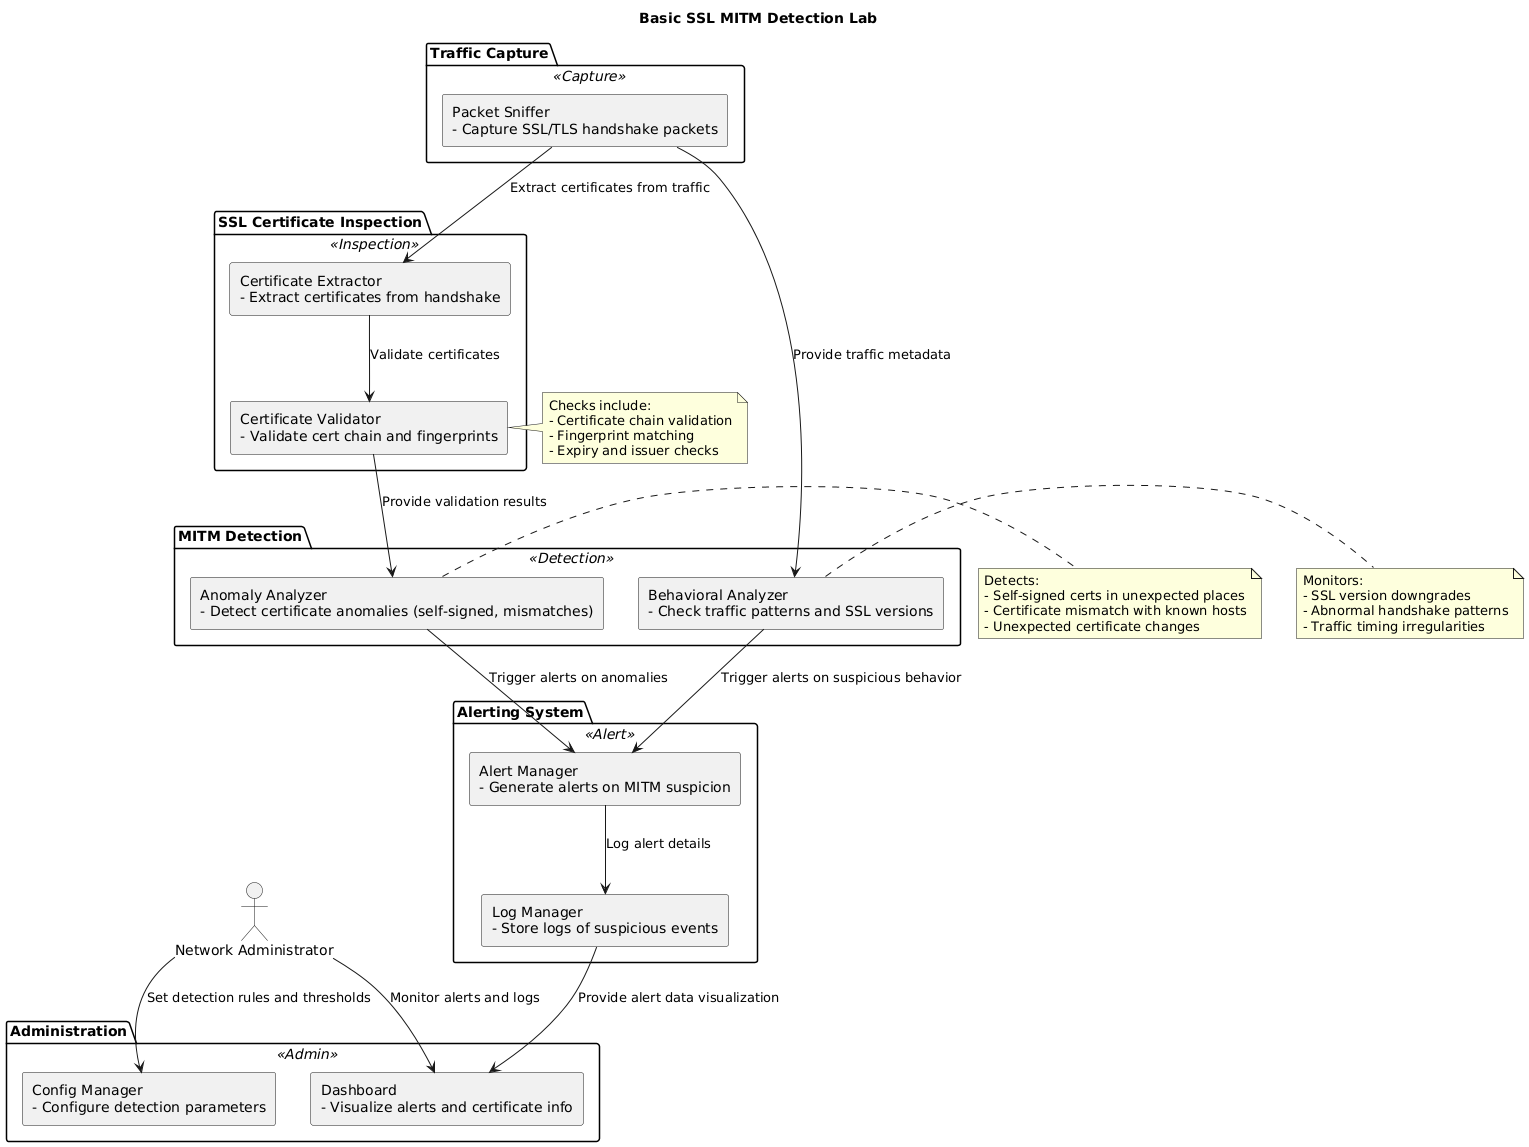 Basic SSL MITM Detection Lab
Traffic Capture
«Capture»
Packet Sniffer
- Capture SSL/TLS handshake packets
Extract certificates from traffic
SSL Certificate Inspection
«Inspection»
Certificate Extractor
- Extract certificates from handshake
Validate certificates
Provide traffic metadata
Certificate Validator
- Validate cert chain and fingerprints
Checks include:
- Certificate chain validation
- Fingerprint matching
- Expiry and issuer checks
Provide validation results
MITM Detection
«Detection»
Anomaly Analyzer
- Detect certificate anomalies (self-signed, mismatches)
Behavioral Analyzer
- Check traffic patterns and SSL versions
Detects:
- Self-signed certs in unexpected places
- Certificate mismatch with known hosts
- Unexpected certificate changes
Monitors:
- SSL version downgrades
- Abnormal handshake patterns
- Traffic timing irregularities
Trigger alerts on anomalies
Trigger alerts on suspicious behavior
Alerting System
«Alert»
Alert Manager
- Generate alerts on MITM suspicion
Log alert details
Log Manager
- Store logs of suspicious events
Network Administrator
Set detection rules and thresholds
Monitor alerts and logs
Provide alert data visualization
Administration
«Admin»
Config Manager
- Configure detection parameters
Dashboard
- Visualize alerts and certificate info